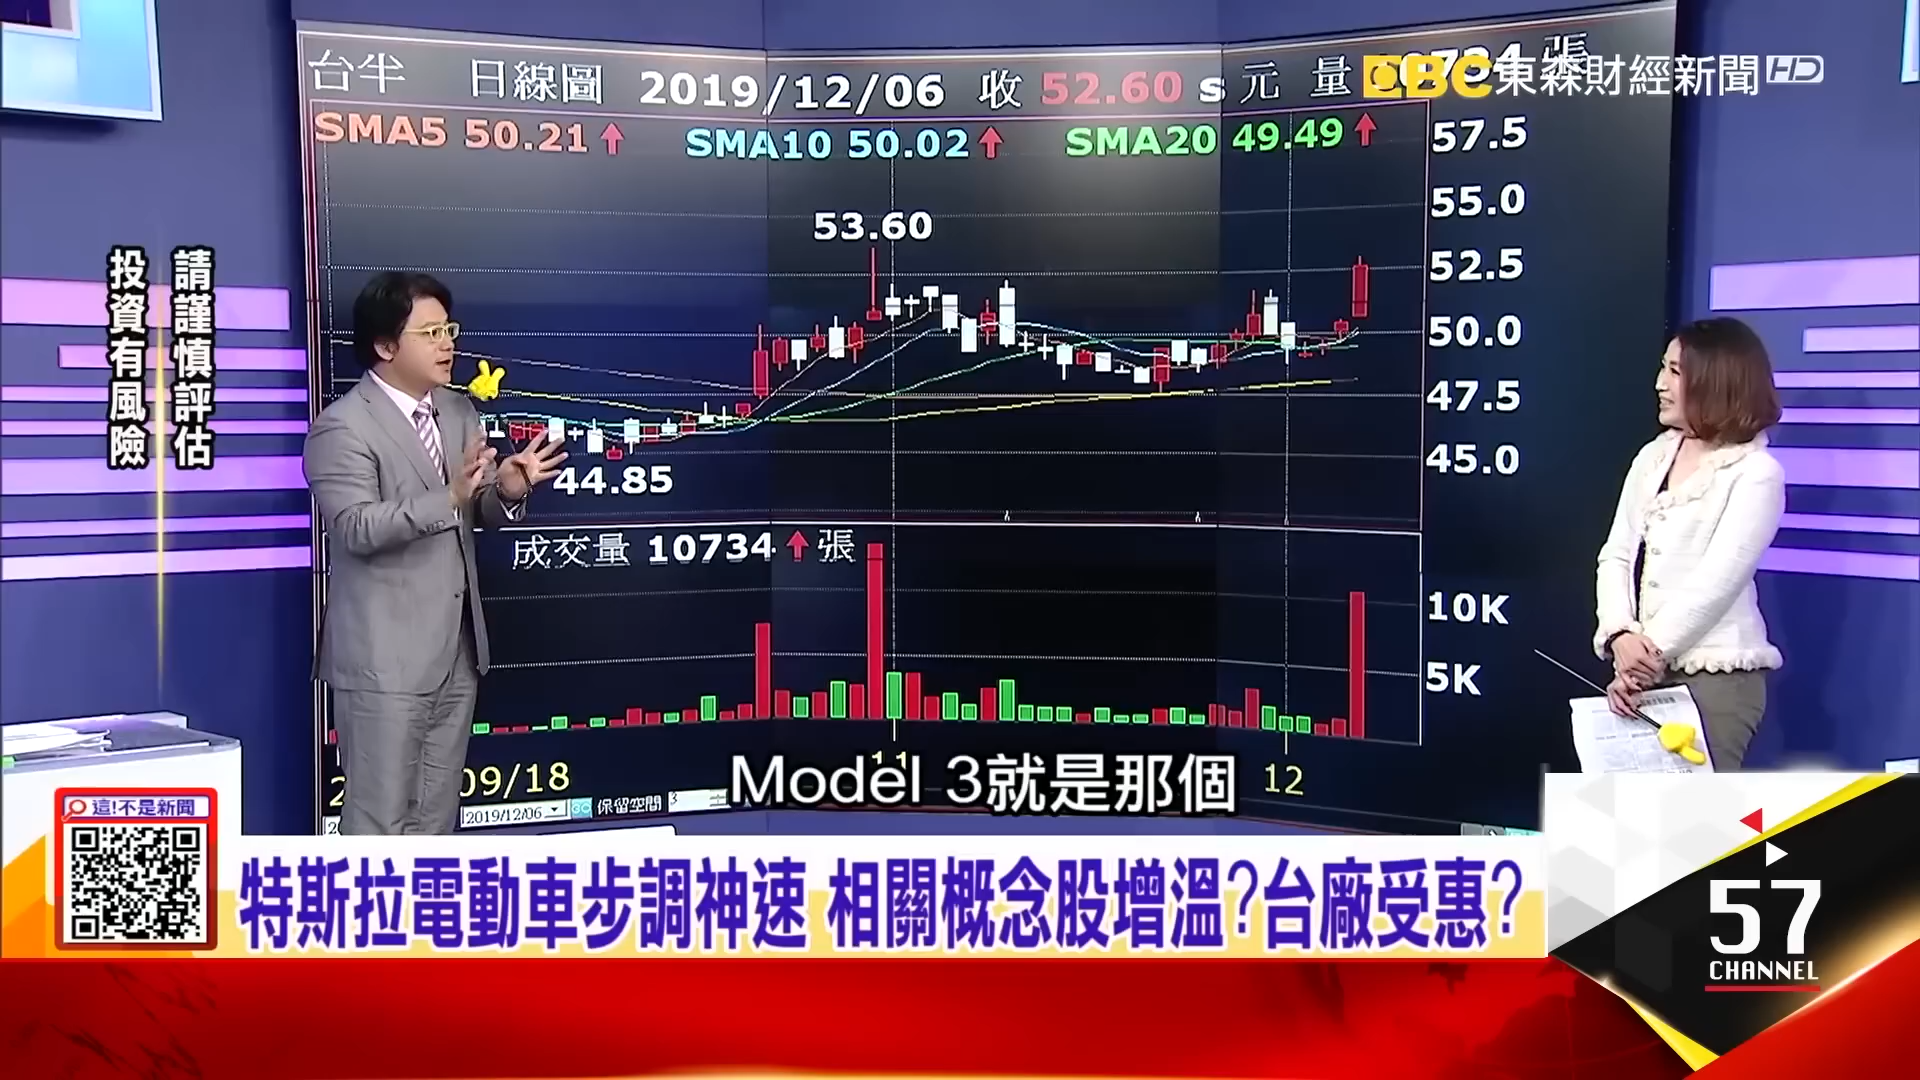 台半 日線圖 2019/12/06 收 52.60 s 元 量 10734 張
EBC 東森財經新聞 HD
SMA5 50.21↑ SMA10 50.02↑ SMA20 49.49↑
57.5
55.0
52.5
50.0
47.5
45.0
53.60
44.85
請謹慎評估
投資有風險
成交量 10734↑張
10K
5K
09/18
11
12
2019/12/06 保留空間
Model 3就是那個
這!不是新聞
特斯拉電動車步調神速 相關概念股增溫?台廠受惠?
57
CHANNEL